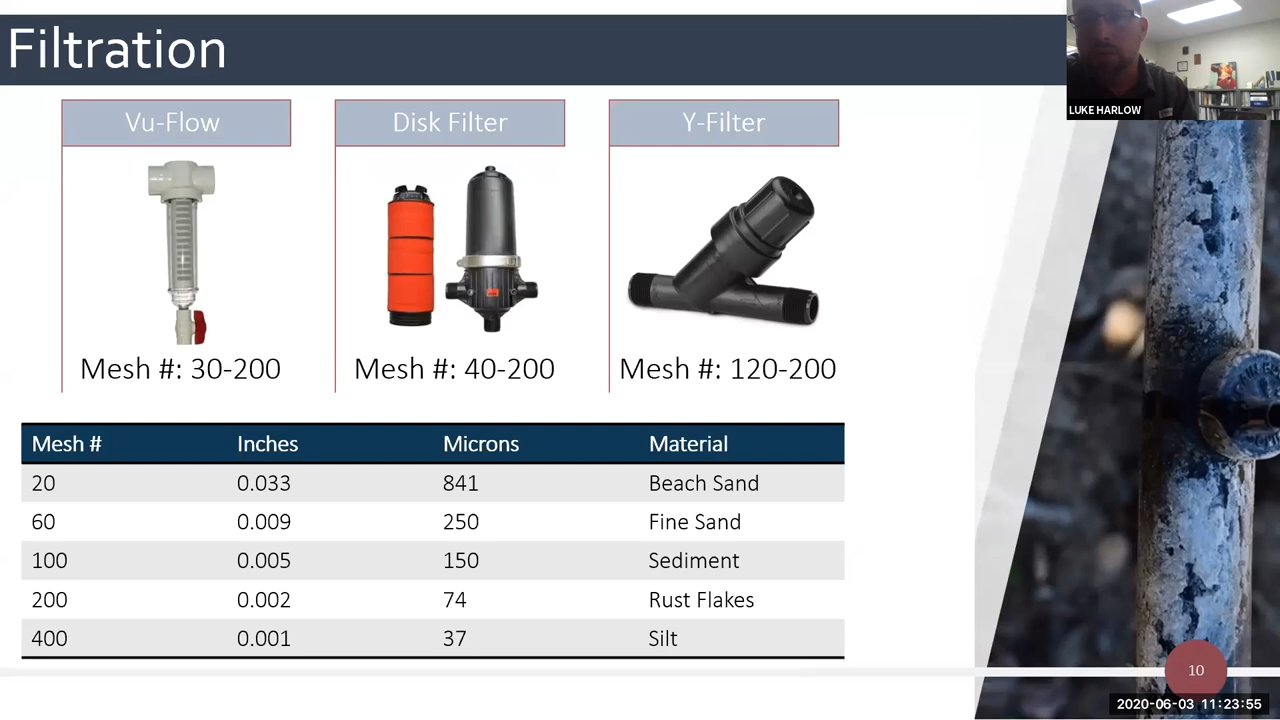 Filtration
LUKE HARLOW
Vu-Flow
Disk Filter
Y-Filter
Mesh #: 30-200
Mesh #: 40-200
Mesh #: 120-200
Mesh # Inches Microns Material
20 0.033 841 Beach Sand
60 0.009 250 Fine Sand
100 0.005 150 Sediment
200 0.002 74 Rust Flakes
400 0.001 37 Silt
10
2020-06-03 11:23:55